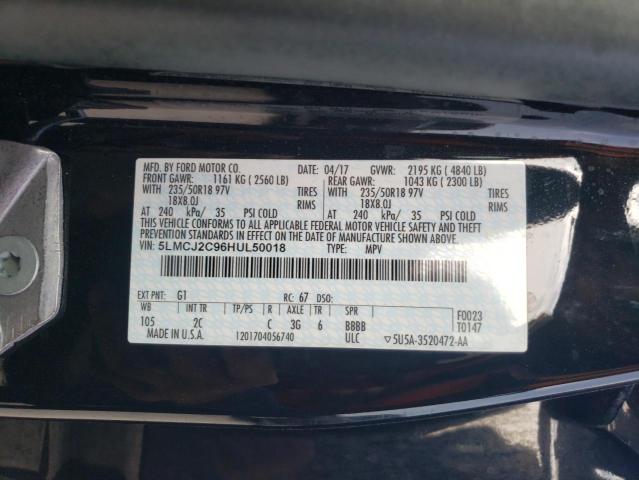 MFD. BY FORD MOTOR CO. 04/17 GVWR: 2195 KG ( 4840 LB)
FRONT GAWR: 1161 KG ( 2560 LB) REAR GAWR: 1043 KG ( 2300 LB)
WITH 235/50R18 97V TIRES WITH 235/50R18 97V TIRES
18X8.0J RIMS 18X8.0J RIMS
AT 240 kPa/ 35 PSI COLD AT 240 kPa/ 35 PSI COLD
THIS VEHICLE CONFORMS TO ALL APPLICABLE FEDERAL MOTOR VEHICLE SAFETY,
BUMPER, AND THEFT PREVENTION STANDARDS IN EFFECT ON THE DATE OF MANUFACTURE SHOWN ABOVE.
VIN: 5LMCJ2C96HUL50018 TYPE: MPV
EXT PNT: G1 RC: 67 DSO:
WB INT TR TP/PS R AXLE TR SPR F0023
105 2C C 3G 6 BBBB T0147
MADE IN U.S.A. 1201704056740 ULC ▽5U5A-3520472-AA